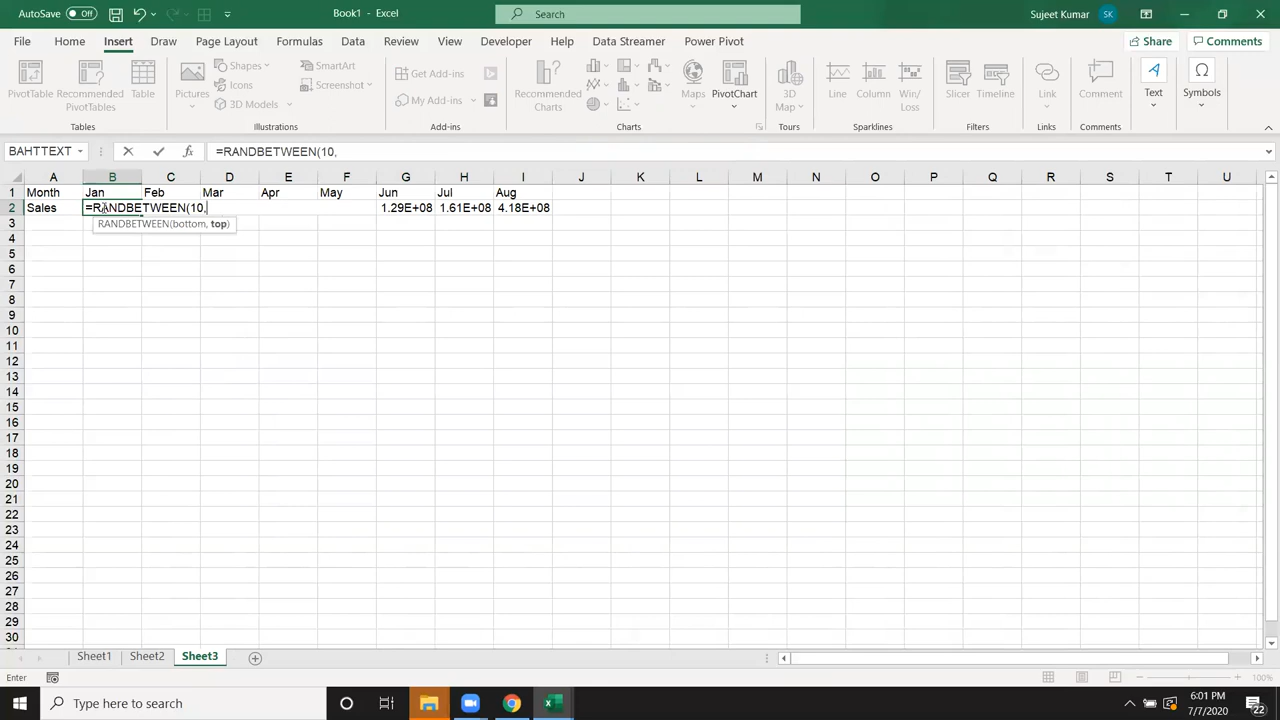 AutoSave Off Book1 - Excel Search Sujeet Kumar SK
File Home Insert Draw Page Layout Formulas Data Review View Developer Help Data Streamer Power Pivot Share Comments
PivotTable Recommended PivotTables Table Pictures Shapes Icons 3D Models SmartArt Screenshot Get Add-ins My Add-ins Recommended Charts Maps PivotChart 3D Map Line Column Win/Loss Slicer Timeline Link Comment Text Symbols
Tables Illustrations Add-ins Charts Tours Sparklines Filters Links Comments
BAHTTEXT fx =RANDBETWEEN(10,
A B C D E F G H I J K L M N O P Q R S T U
1 Month Jan Feb Mar Apr May Jun Jul Aug
2 Sales =RANDBETWEEN(10, 1.29E+08 1.61E+08 4.18E+08
3 RANDBETWEEN(bottom, top)
4
5
6
7
8
9
10
11
12
13
14
15
16
17
18
19
20
21
22
23
24
25
26
27
28
29
30
Sheet1 Sheet2 Sheet3
Enter 100%
Type here to search 6:01 PM
7/7/2020 22